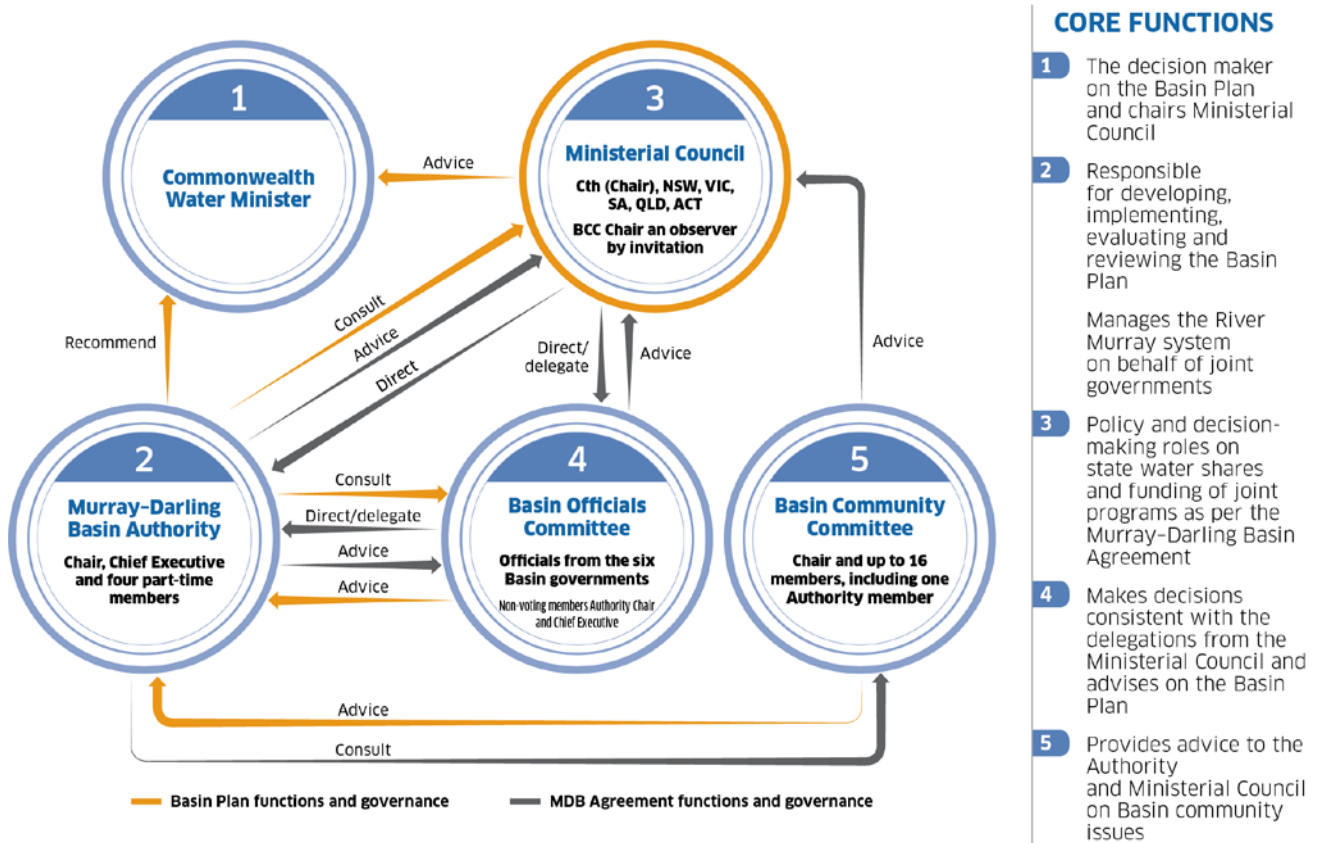 1
Commonwealth
Water Minister
Advice
3
Ministerial Council
Cth (Chair), NSW, VIC,
SA, QLD, ACT
BCC Chair an observer
by invitation
Recommend
Consult
Advice
Direct
Direct/
delegate
Advice
Advice
2
Murray–Darling
Basin Authority
Chair, Chief Executive
and four part-time
members
Consult
Direct/delegate
Advice
Advice
4
Basin Officials
Committee
Officials from the six
Basin governments
Non-voting members Authority Chair
and Chief Executive
5
Basin Community
Committee
Chair and up to 16
members, including one
Authority member
Advice
Consult
Basin Plan functions and governance
MDB Agreement functions and governance
CORE FUNCTIONS
1 The decision maker
on the Basin Plan
and chairs Ministerial
Council
2 Responsible
for developing,
implementing,
evaluating and
reviewing the Basin
Plan
Manages the River
Murray system
on behalf of joint
governments
3 Policy and decision-
making roles on
state water shares
and funding of joint
programs as per the
Murray–Darling Basin
Agreement
4 Makes decisions
consistent with the
delegations from the
Ministerial Council and
advises on the Basin
Plan
5 Provides advice to the
Authority
and Ministerial Council
on Basin community
issues